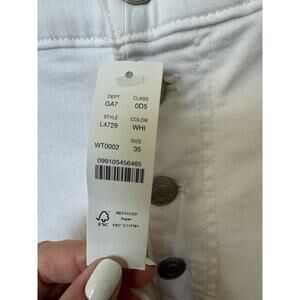 DEPT CLASS
GA7 0D5
STYLE COLOR
L4729 WHI
SIZE
WT0002 35
099105456465
RECYCLED
Paper
FSC FSC® C117781